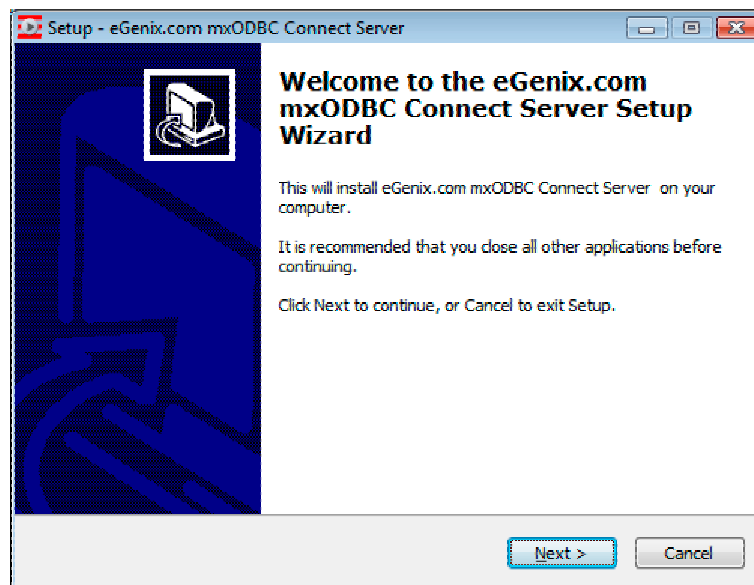 Setup - eGenix.com mxODBC Connect Server
Welcome to the eGenix.com
mxODBC Connect Server Setup
Wizard
This will install eGenix.com mxODBC Connect Server on your
computer.
It is recommended that you close all other applications before
continuing.
Click Next to continue, or Cancel to exit Setup.
Next >
Cancel